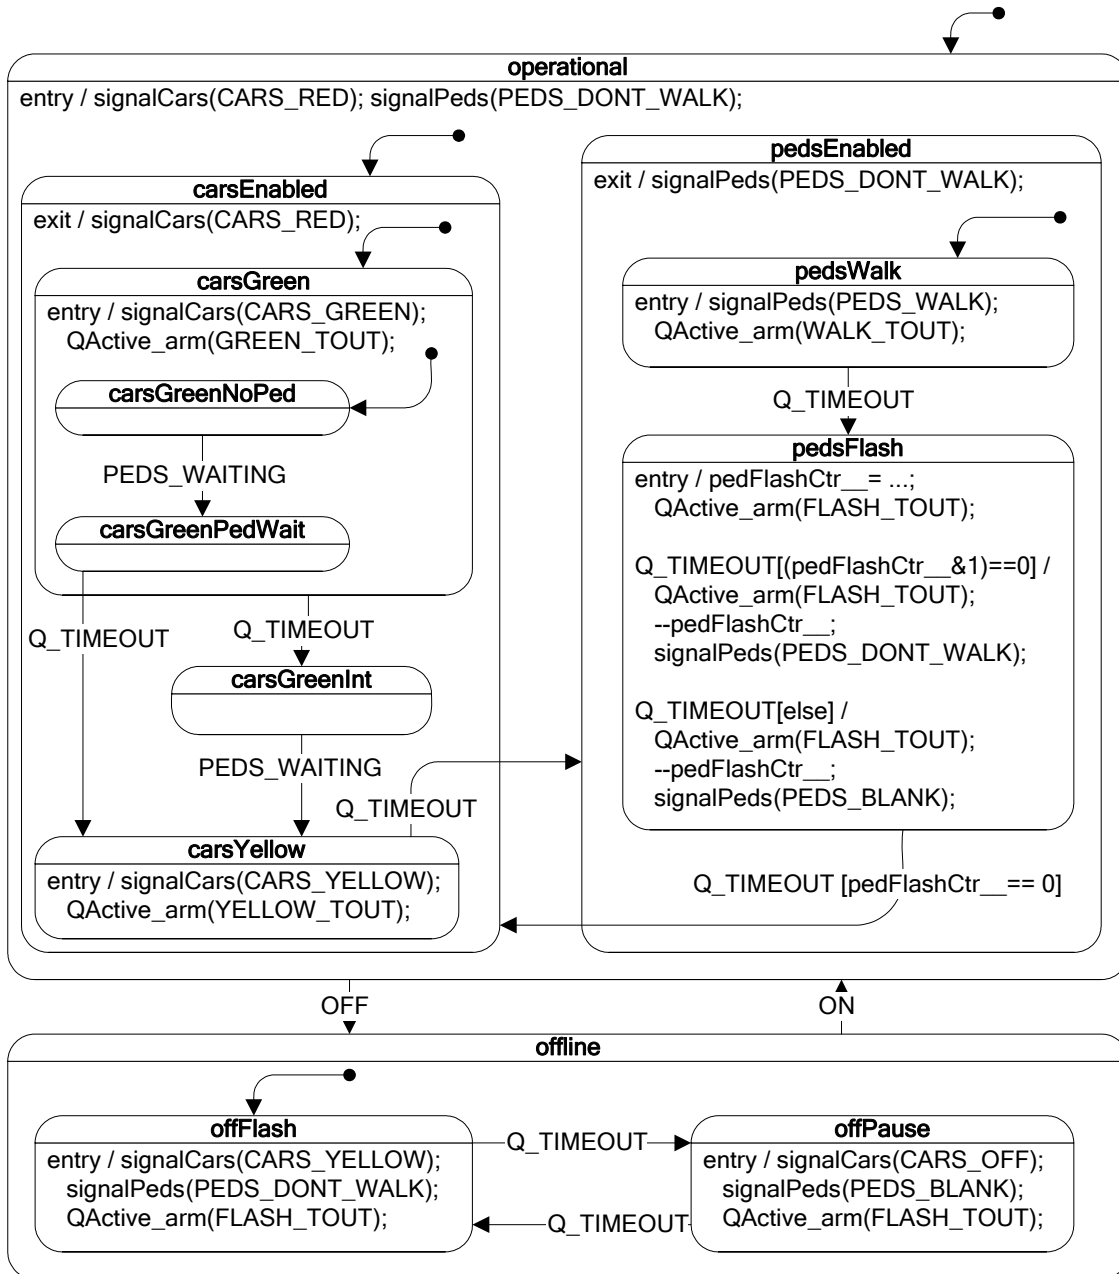 operational
entry / signalCars(CARS_RED); signalPeds(PEDS_DONT_WALK);
carsEnabled
exit / signalCars(CARS_RED);
carsGreen
entry / signalCars(CARS_GREEN);
QActive_arm(GREEN_TOUT);
carsGreenNoPed
PEDS_WAITING
carsGreenPedWait
Q_TIMEOUT
Q_TIMEOUT
carsGreenInt
PEDS_WAITING
Q_TIMEOUT
carsYellow
entry / signalCars(CARS_YELLOW);
QActive_arm(YELLOW_TOUT);
pedsEnabled
exit / signalPeds(PEDS_DONT_WALK);
pedsWalk
entry / signalPeds(PEDS_WALK);
QActive_arm(WALK_TOUT);
Q_TIMEOUT
pedsFlash
entry / pedFlashCtr__= ...;
QActive_arm(FLASH_TOUT);
Q_TIMEOUT[(pedFlashCtr__&1)==0] /
QActive_arm(FLASH_TOUT);
--pedFlashCtr__;
signalPeds(PEDS_DONT_WALK);
Q_TIMEOUT[else] /
QActive_arm(FLASH_TOUT);
--pedFlashCtr__;
signalPeds(PEDS_BLANK);
Q_TIMEOUT [pedFlashCtr__== 0]
OFF
ON
offline
offFlash
entry / signalCars(CARS_YELLOW);
signalPeds(PEDS_DONT_WALK);
QActive_arm(FLASH_TOUT);
Q_TIMEOUT
Q_TIMEOUT
offPause
entry / signalCars(CARS_OFF);
signalPeds(PEDS_BLANK);
QActive_arm(FLASH_TOUT);